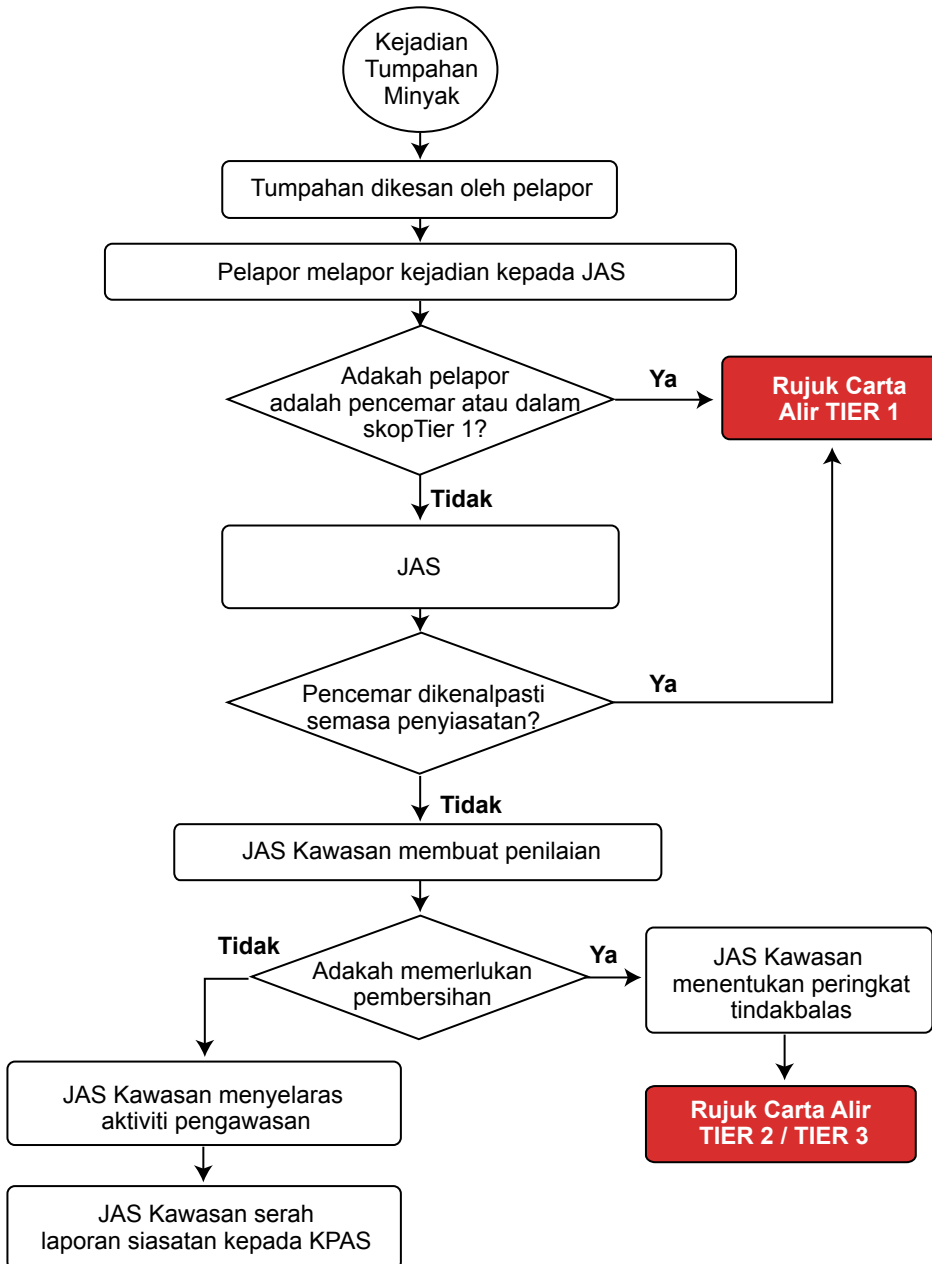 Kejadian
Tumpahan
Minyak
Tumpahan dikesan oleh pelapor
Pelapor melapor kejadian kepada JAS
Adakah pelapor
adalah pencemar atau dalam
skopTier 1?
Ya
Rujuk Carta
Alir TIER 1
Tidak
JAS
Pencemar dikenalpasti
semasa penyiasatan?
Ya
Tidak
JAS Kawasan membuat penilaian
Adakah memerlukan
pembersihan
Tidak
Ya
JAS Kawasan
menentukan peringkat
tindakbalas
JAS Kawasan menyelaras
aktiviti pengawasan
Rujuk Carta Alir
TIER 2 / TIER 3
JAS Kawasan serah
laporan siasatan kepada KPAS